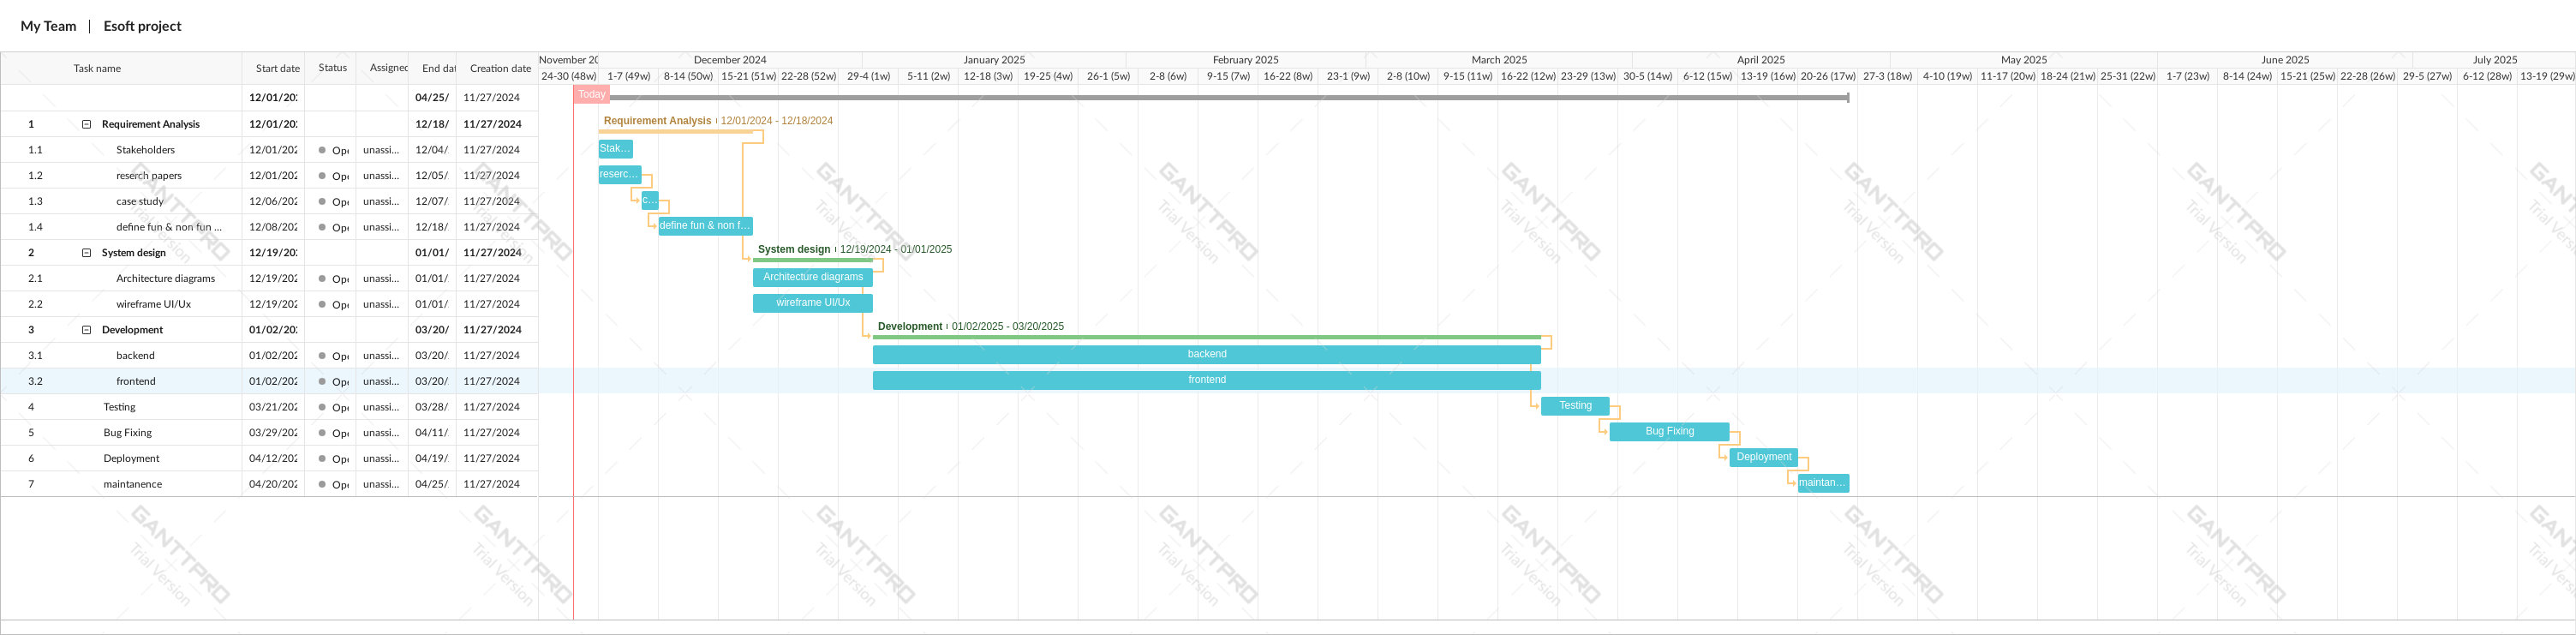 My Team | Esoft project
Task name Start date Status Assigned End dat Creation date
November 20 December 2024 January 2025 February 2025 March 2025 April 2025 May 2025 June 2025 July 2025
24-30 (48w) 1-7 (49w) 8-14 (50w) 15-21 (51w) 22-28 (52w) 29-4 (1w) 5-11 (2w) 12-18 (3w) 19-25 (4w) 26-1 (5w) 2-8 (6w) 9-15 (7w) 16-22 (8w) 23-1 (9w) 2-8 (10w) 9-15 (11w) 16-22 (12w) 23-29 (13w) 30-5 (14w) 6-12 (15w) 13-19 (16w) 20-26 (17w) 27-3 (18w) 4-10 (19w) 11-17 (20w) 18-24 (21w) 25-31 (22w) 1-7 (23w) 8-14 (24w) 15-21 (25w) 22-28 (26w) 29-5 (27w) 6-12 (28w) 13-19 (29w)
12/01/20: 04/25/ 11/27/2024 Today
1 Requirement Analysis 12/01/20: 12/18/ 11/27/2024 Requirement Analysis 12/01/2024 - 12/18/2024
1.1 Stakeholders 12/01/202 Ope unassi... 12/04/ 11/27/2024 Stak...
1.2 reserch papers 12/01/202 Ope unassi... 12/05/ 11/27/2024 reserc...
1.3 case study 12/06/202 Ope unassi... 12/07/ 11/27/2024 c...
1.4 define fun & non fun ... 12/08/202 Ope unassi... 12/18/ 11/27/2024 define fun & non f...
2 System design 12/19/20: 01/01/ 11/27/2024 System design 12/19/2024 - 01/01/2025
2.1 Architecture diagrams 12/19/202 Ope unassi... 01/01/ 11/27/2024 Architecture diagrams
2.2 wireframe UI/Ux 12/19/202 Ope unassi... 01/01/ 11/27/2024 wireframe UI/Ux
3 Development 01/02/20: 03/20/ 11/27/2024 Development 01/02/2025 - 03/20/2025
3.1 backend 01/02/202 Ope unassi... 03/20/ 11/27/2024 backend
3.2 frontend 01/02/202 Ope unassi... 03/20/ 11/27/2024 frontend
4 Testing 03/21/202 Ope unassi... 03/28/ 11/27/2024 Testing
5 Bug Fixing 03/29/202 Ope unassi... 04/11/ 11/27/2024 Bug Fixing
6 Deployment 04/12/202 Ope unassi... 04/19/ 11/27/2024 Deployment
7 maintanence 04/20/202 Ope unassi... 04/25/ 11/27/2024 maintan...
GANTTPRO
Trial Version